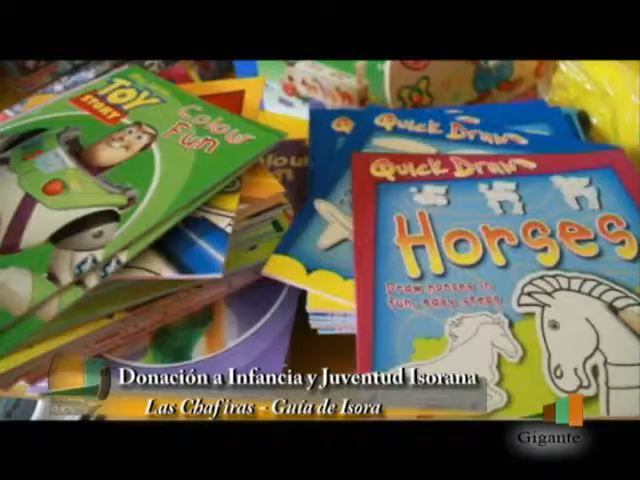 TOY
STORY
Colour
Fun
Quick Draw
Quick Draw
Horses
Draw horses in
fun, easy steps
Donación a Infancia y Juventud Isorana
Las Chafiras - Guía de Isora
Gigante